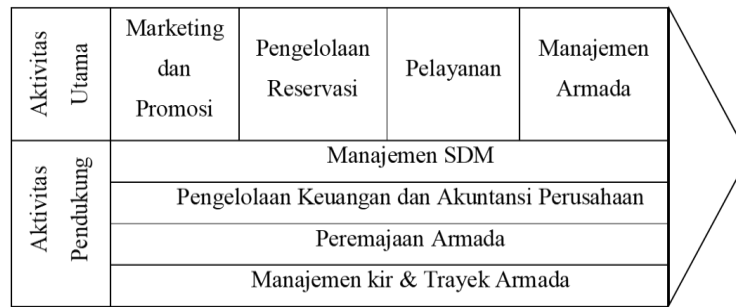 Aktivitas
Utama
Marketing
dan
Promosi
Pengelolaan
Reservasi
Pelayanan
Manajemen
Armada
Aktivitas
Pendukung
Manajemen SDM
Pengelolaan Keuangan dan Akuntansi Perusahaan
Peremajaan Armada
Manajemen kir & Trayek Armada